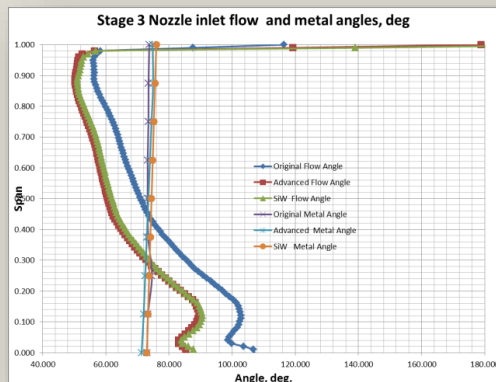 Stage 3 Nozzle inlet flow and metal angles, deg
1.000
0.900
0.800
0.700
0.600
0.500
0.400
0.300
0.200
0.100
0.000
Span
Original Flow Angle
Advanced Flow Angle
SiW Flow Angle
Original Metal Angle
Advanced Metal Angle
SiW Metal Angle
40.000 60.000 80.000 100.000 120.000 140.000 160.000 180.000
Angle, deg.